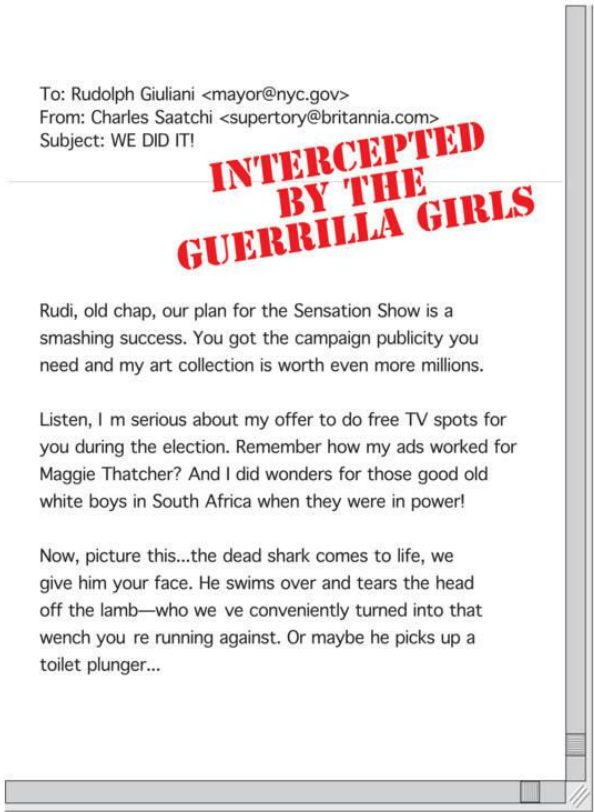 To: Rudolph Giuliani <mayor@nyc.gov>
From: Charles Saatchi <supertory@britannia.com>
Subject: WE DID IT!
INTERCEPTED
BY THE
GUERRILLA GIRLS
Rudi, old chap, our plan for the Sensation Show is a
smashing success. You got the campaign publicity you
need and my art collection is worth even more millions.
Listen, I m serious about my offer to do free TV spots for
you during the election. Remember how my ads worked for
Maggie Thatcher? And I did wonders for those good old
white boys in South Africa when they were in power!
Now, picture this...the dead shark comes to life, we
give him your face. He swims over and tears the head
off the lamb—who we ve conveniently turned into that
wench you re running against. Or maybe he picks up a
toilet plunger...